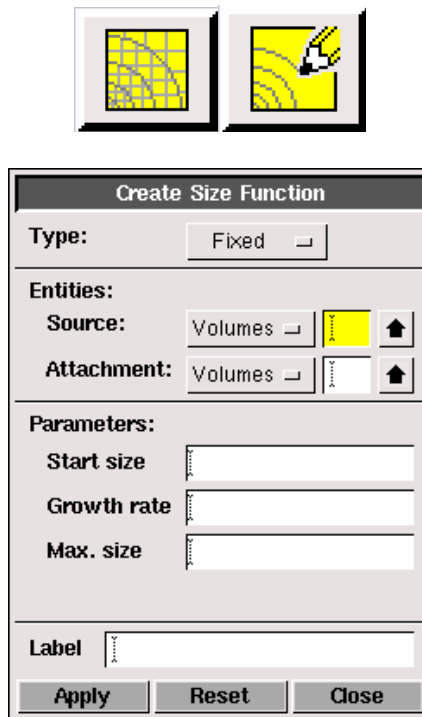 Create Size Function
Type: Fixed
Entities:
Source: Volumes
Attachment: Volumes
Parameters:
Start size
Growth rate
Max. size
Label
Apply Reset Close